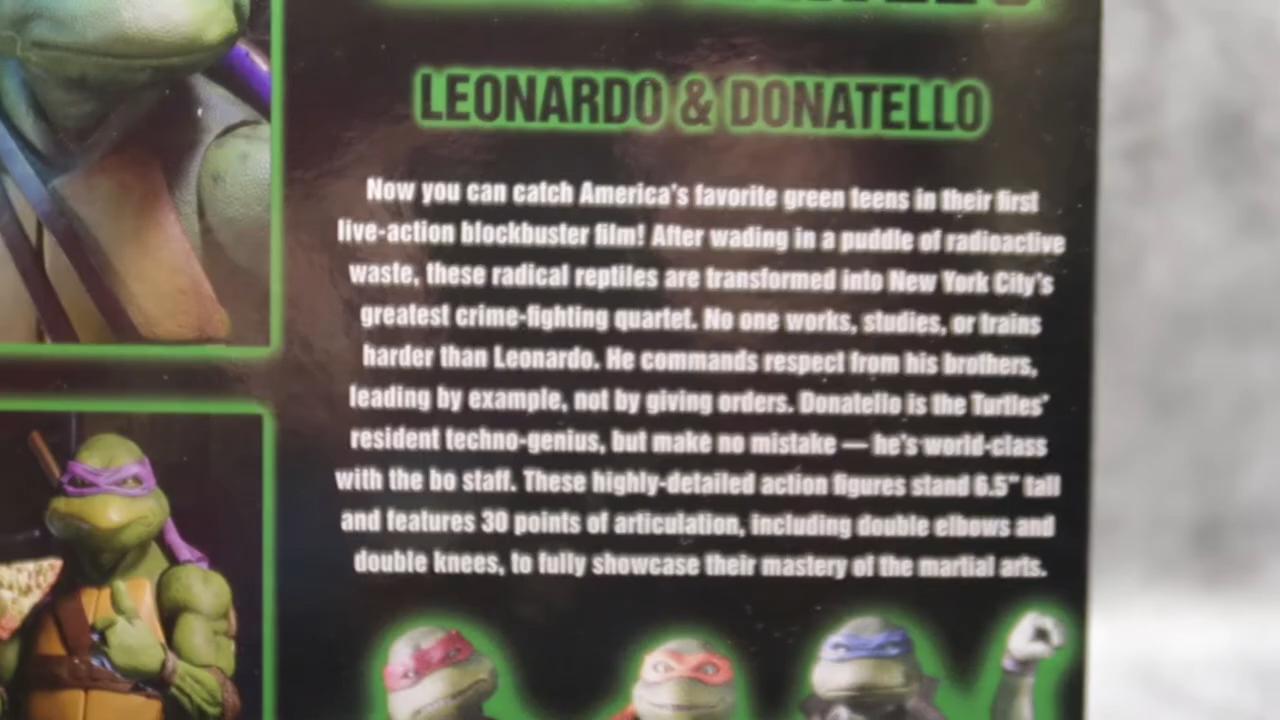 LEONARDO & DONATELLO
Now you can catch America's favorite green teens in their first
live-action blockbuster film! After wading in a puddle of radioactive
waste, these radical reptiles are transformed into New York City's
greatest crime-fighting quartet. No one works, studies, or trains
harder than Leonardo. He commands respect from his brothers,
leading by example, not by giving orders. Donatello is the Turtles'
resident techno-genius, but make no mistake — he's world-class
with the bo staff. These highly-detailed action figures stand 6.5" tall
and features 30 points of articulation, including double elbows and
double knees, to fully showcase their mastery of the martial arts.